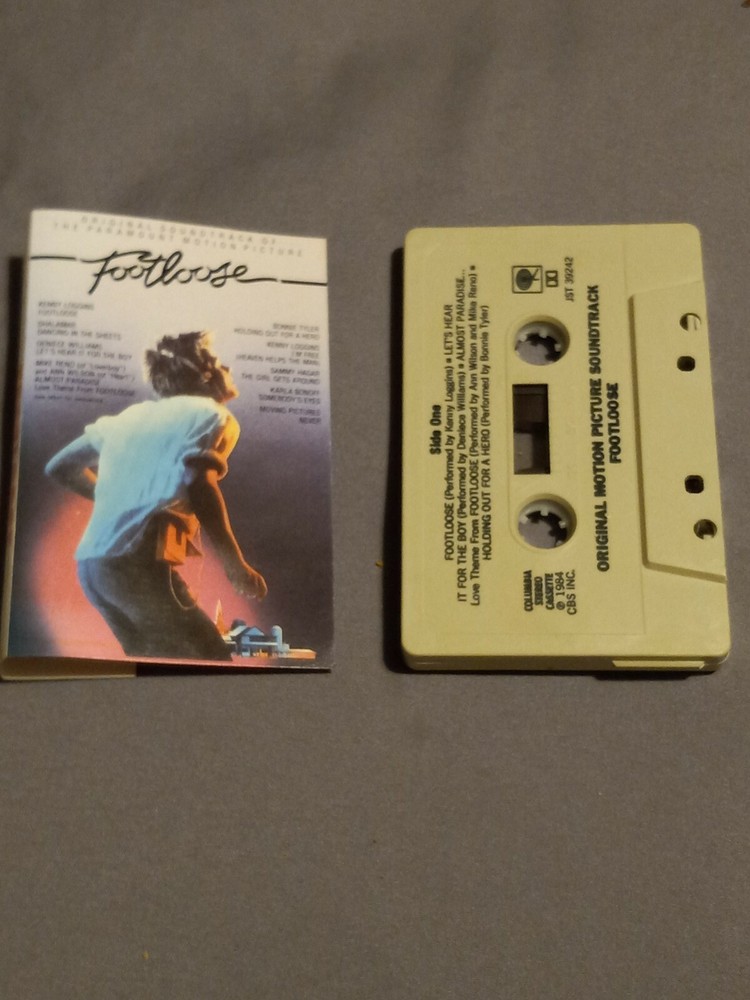 ORIGINAL SOUNDTRACK OF
THE PARAMOUNT MOTION PICTURE
Footloose
KENNY LOGGINS
FOOTLOOSE
SHALAMAR
DANCING IN THE SHEETS
DENIECE WILLIAMS
LET'S HEAR IT FOR THE BOY
MIKE RENO (of "Loverboy")
and ANN WILSON (of "Heart")
ALMOST PARADISE
Love Theme From FOOTLOOSE
BONNIE TYLER
HOLDING OUT FOR A HERO
KENNY LOGGINS
I'M FREE
(HEAVEN HELPS THE MAN)
SAMMY HAGAR
THE GIRL GETS AROUND
KARLA BONOFF
SOMEBODY'S EYES
MOVING PICTURES
NEVER
Side One
FOOTLOOSE (Performed by Kenny Loggins) • LET'S HEAR
IT FOR THE BOY (Performed by Deniece Williams) • ALMOST PARADISE...
Love Theme From FOOTLOOSE (Performed by Ann Wilson and Mike Reno) •
HOLDING OUT FOR A HERO (Performed by Bonnie Tyler)
COLUMBIA
STEREO
CASSETTE
℗ 1984
CBS INC.
JST 39242
ORIGINAL MOTION PICTURE SOUNDTRACK
FOOTLOOSE